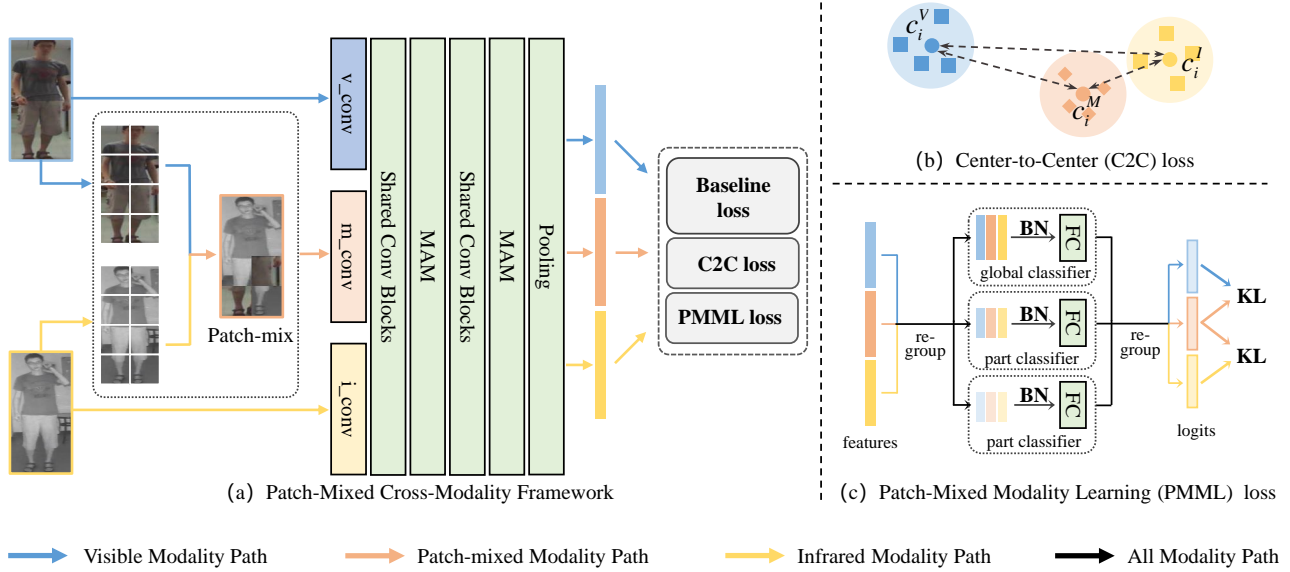 v_conv
m_conv
i_conv
Shared Conv Blocks
MAM
Shared Conv Blocks
MAM
Pooling
Patch-mix
Baseline
loss
C2C loss
PMML loss
(a) Patch-Mixed Cross-Modality Framework
c_i^V
c_i^I
c_i^M
(b) Center-to-Center (C2C) loss
features
re-
group
BN
FC
global classifier
BN
FC
part classifier
BN
FC
part classifier
re-
group
logits
KL
KL
(c) Patch-Mixed Modality Learning (PMML) loss
Visible Modality Path
Patch-mixed Modality Path
Infrared Modality Path
All Modality Path